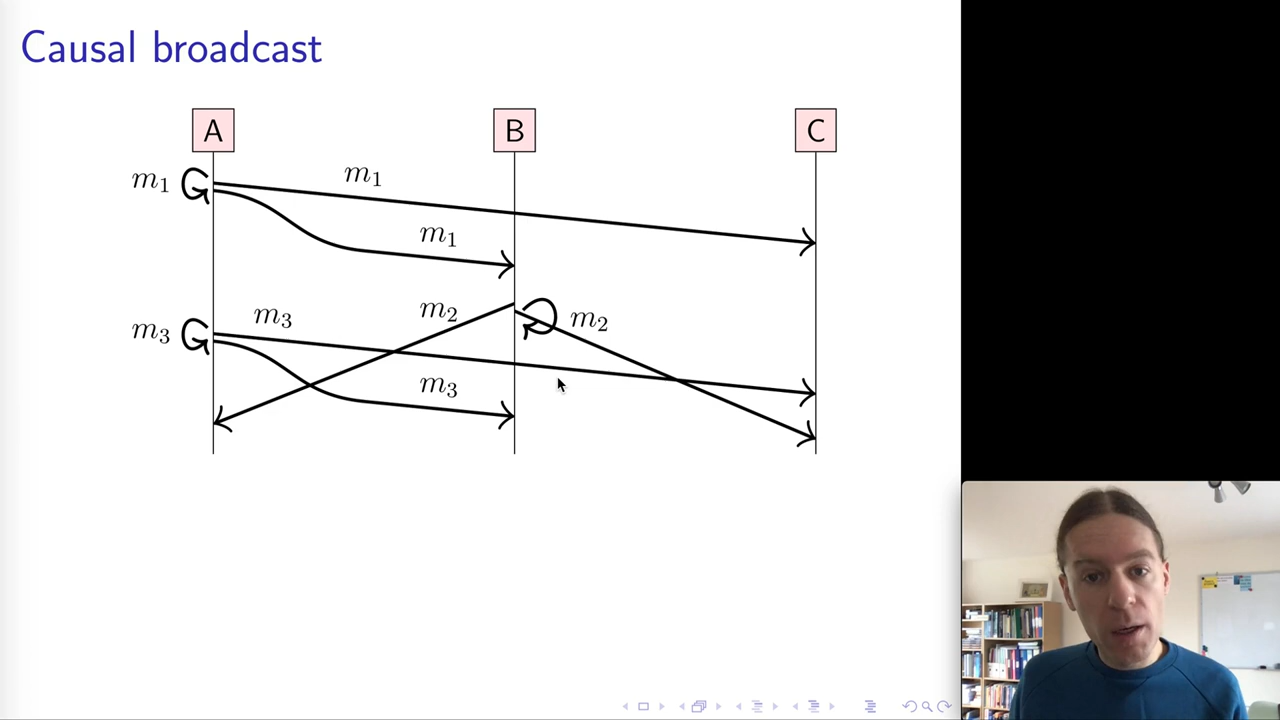 Causal broadcast
A B C
m₁ m₁
m₁
m₂ m₂
m₃ m₃
m₃